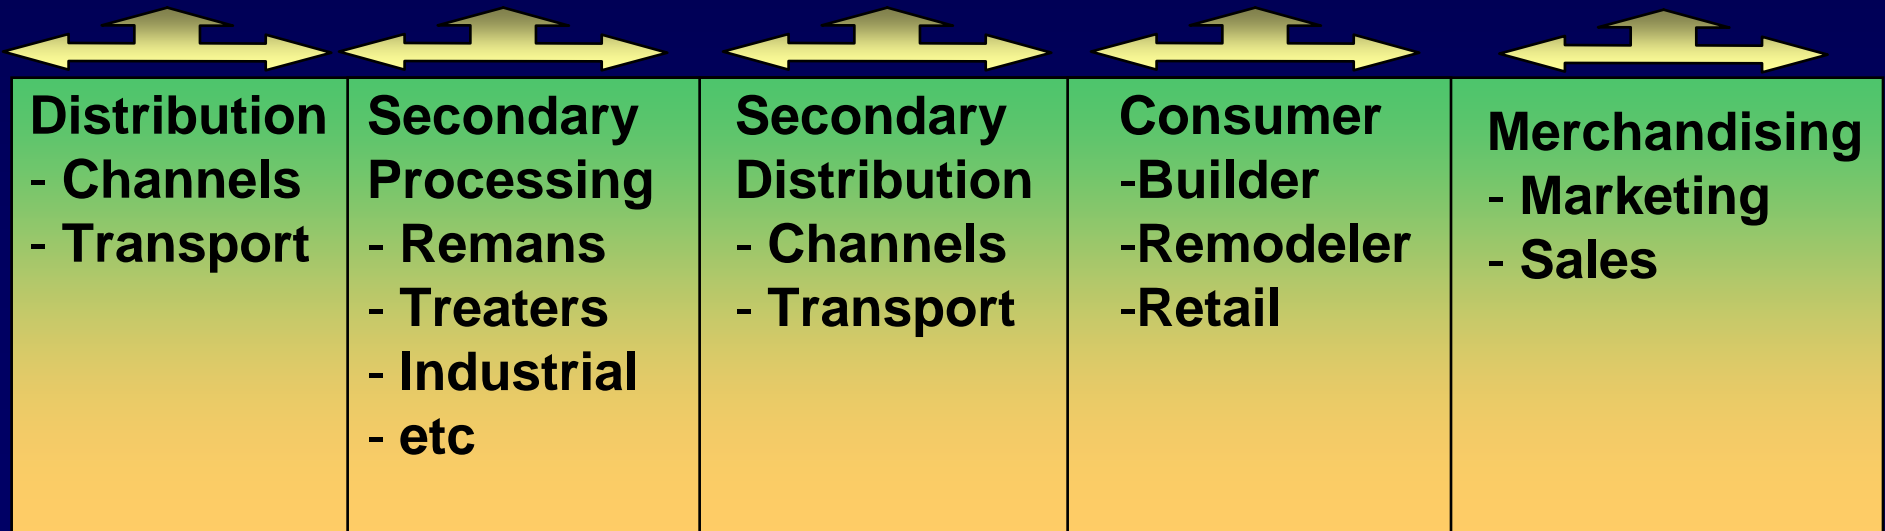 Distribution
- Channels
- Transport
Secondary
Processing
- Remans
- Treaters
- Industrial
- etc
Secondary
Distribution
- Channels
- Transport
Consumer
-Builder
-Remodeler
-Retail
Merchandising
- Marketing
- Sales